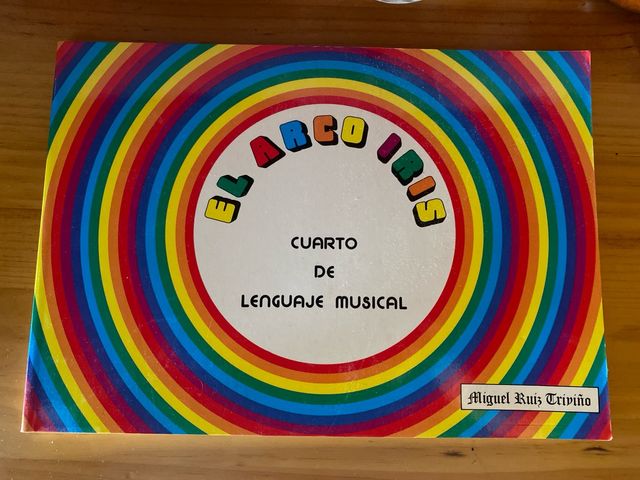 EL ARCO IRIS
CUARTO
DE
LENGUAJE MUSICAL
Miguel Ruiz Triviño